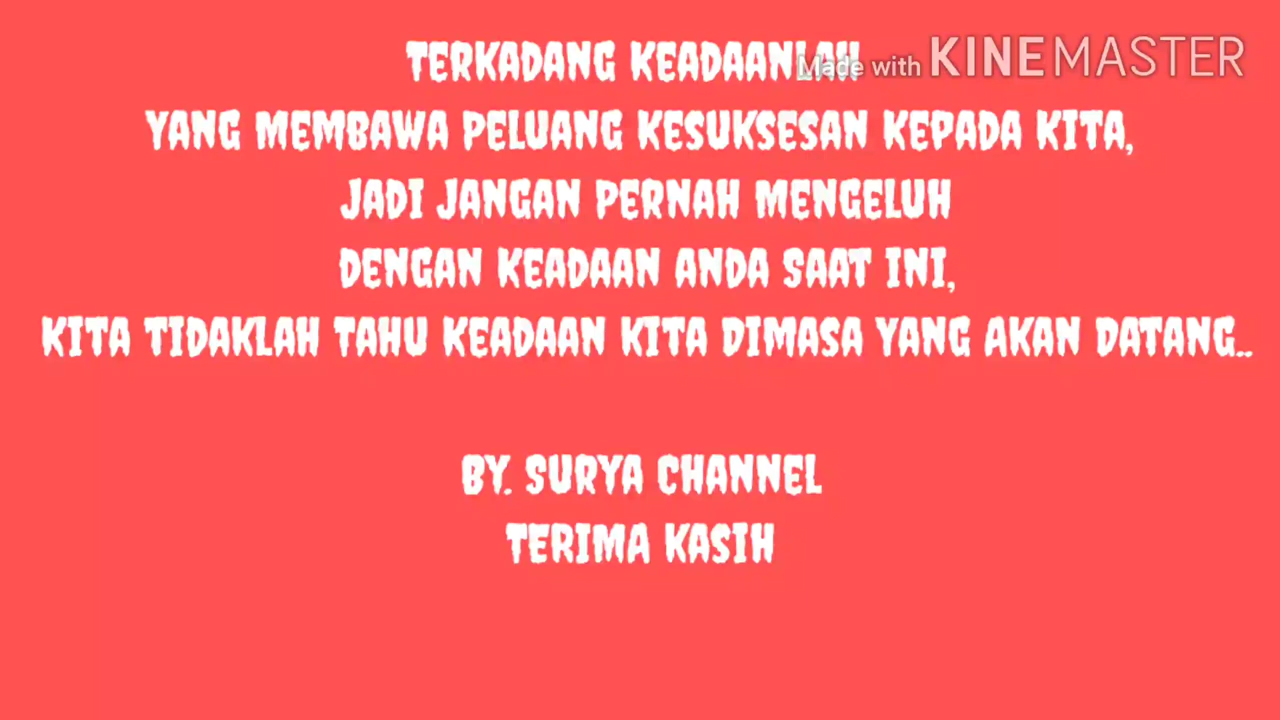 TERKADANG KEADAANLAH
Made with KINEMASTER
YANG MEMBAWA PELUANG KESUKSESAN KEPADA KITA,
JADI JANGAN PERNAH MENGELUH
DENGAN KEADAAN ANDA SAAT INI,
KITA TIDAKLAH TAHU KEADAAN KITA DIMASA YANG AKAN DATANG..
BY. SURYA CHANNEL
TERIMA KASIH